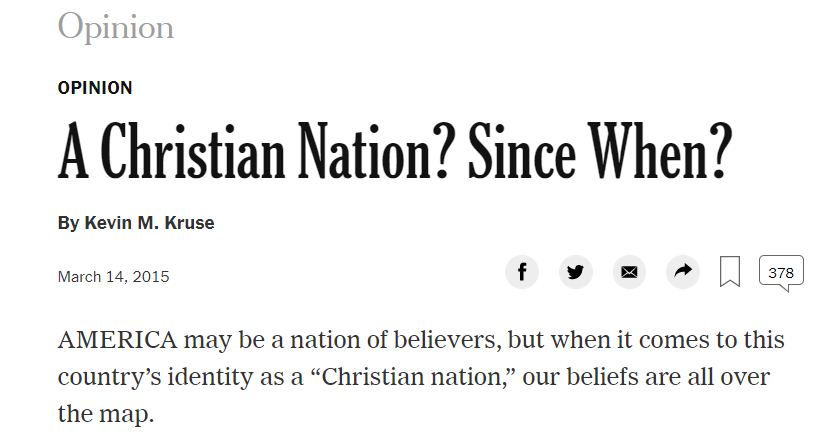 Opinion
OPINION
A Christian Nation? Since When?
By Kevin M. Kruse
March 14, 2015
378
AMERICA may be a nation of believers, but when it comes to this
country’s identity as a “Christian nation,” our beliefs are all over
the map.